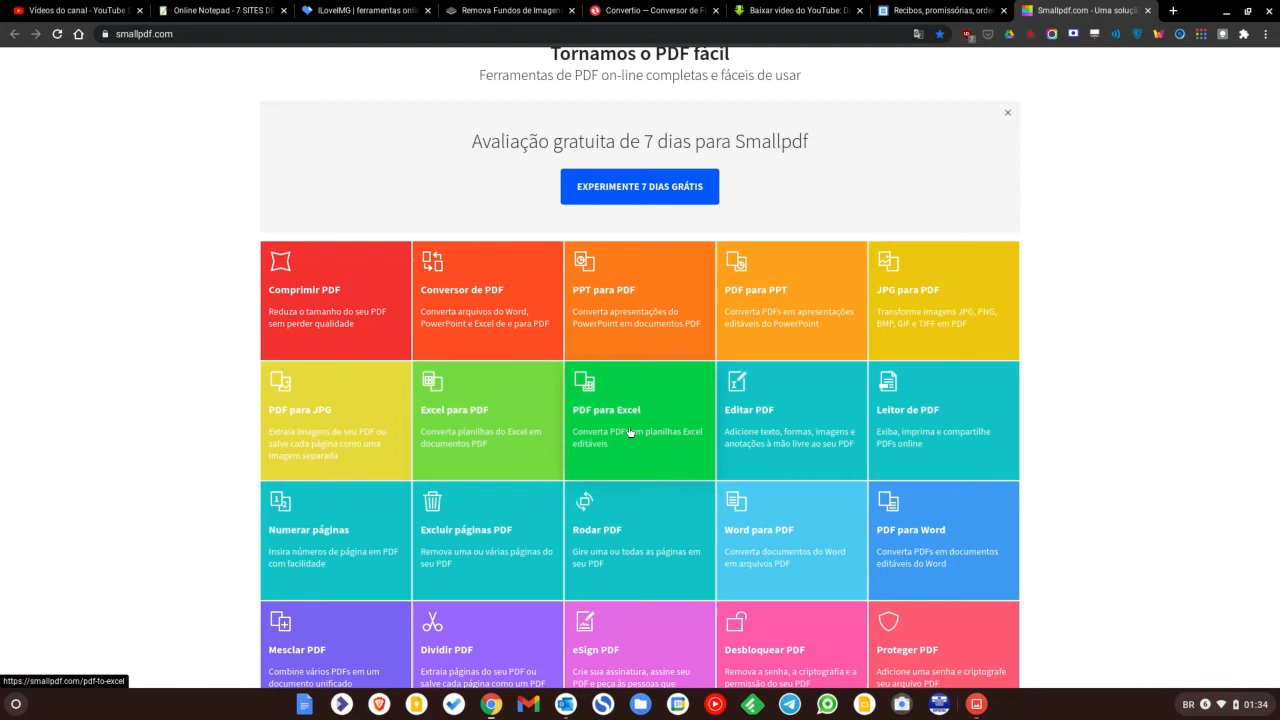 Vídeos do canal - YouTube S
Online Notepad - 7 SITES DE
ILoveIMG | ferramentas onli
Remova Fundos de Imagen
Convertio — Conversor de F
Baixar video do YouTube: D
Recibos, promissórias, orde
Smallpdf.com - Uma soluçã
smallpdf.com
Tornamos o PDF fácil
Ferramentas de PDF on-line completas e fáceis de usar
Avaliação gratuita de 7 dias para Smallpdf
EXPERIMENTE 7 DIAS GRÁTIS
Comprimir PDF
Reduza o tamanho do seu PDF
sem perder qualidade
Conversor de PDF
Converta arquivos do Word,
PowerPoint e Excel de e para PDF
PPT para PDF
Converta apresentações do
PowerPoint em documentos PDF
PDF para PPT
Converta PDFs em apresentações
editáveis do PowerPoint
JPG para PDF
Transforme imagens JPG, PNG,
BMP, GIF e TIFF em PDF
PDF para JPG
Extraia imagens de seu PDF ou
salve cada página como uma
imagem separada
Excel para PDF
Converta planilhas do Excel em
documentos PDF
PDF para Excel
Converta PDFs em planilhas Excel
editáveis
Editar PDF
Adicione texto, formas, imagens e
anotações à mão livre ao seu PDF
Leitor de PDF
Exiba, imprima e compartilhe
PDFs online
Numerar páginas
Insira números de página em PDF
com facilidade
Excluir páginas PDF
Remova uma ou várias páginas do
seu PDF
Rodar PDF
Gire uma ou todas as páginas em
seu PDF
Word para PDF
Converta documentos do Word
em arquivos PDF
PDF para Word
Converta PDFs em documentos
editáveis do Word
Mesclar PDF
Combine vários PDFs em um
documento unificado
Dividir PDF
Extraia páginas do seu PDF ou
salve cada página como um PDF
eSign PDF
Crie sua assinatura, assine seu
PDF e peça às pessoas que
Desbloquear PDF
Remova a senha, a criptografia e a
permissão do seu PDF
Proteger PDF
Adicione uma senha e criptografe
seu arquivo PDF
https://smallpdf.com/pdf-to-excel
BR 6 01:34